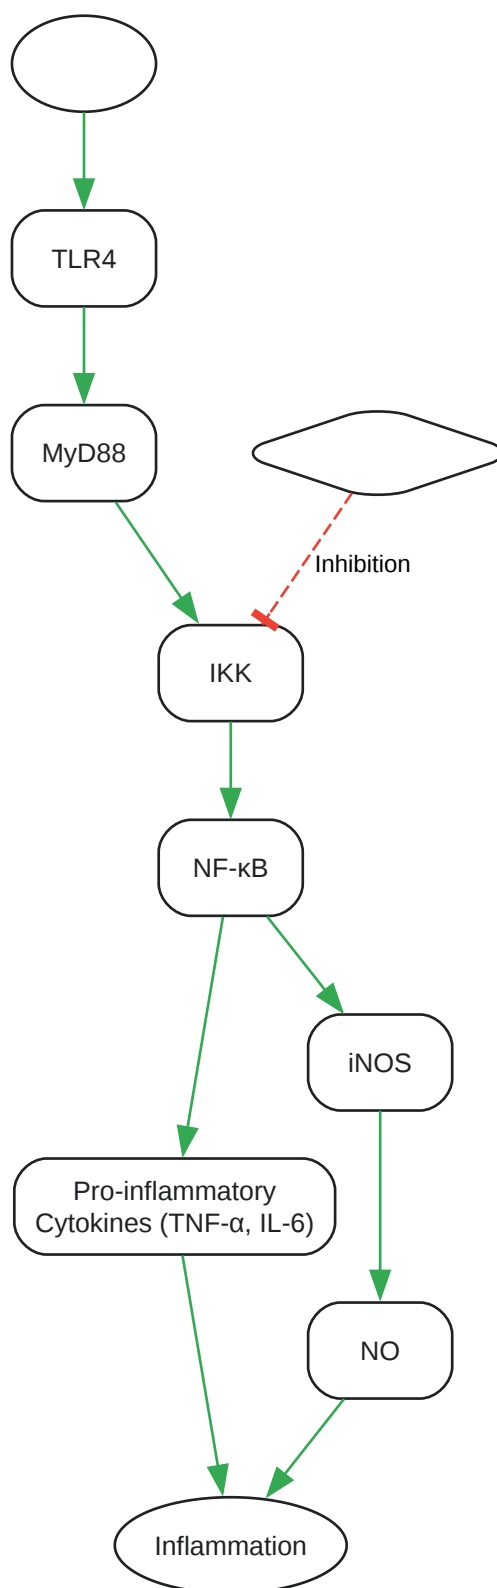 TLR4
MyD88
Inhibition
IKK
NF-κB
iNOS
Pro-inflammatory
Cytokines (TNF-α, IL-6)
NO
Inflammation